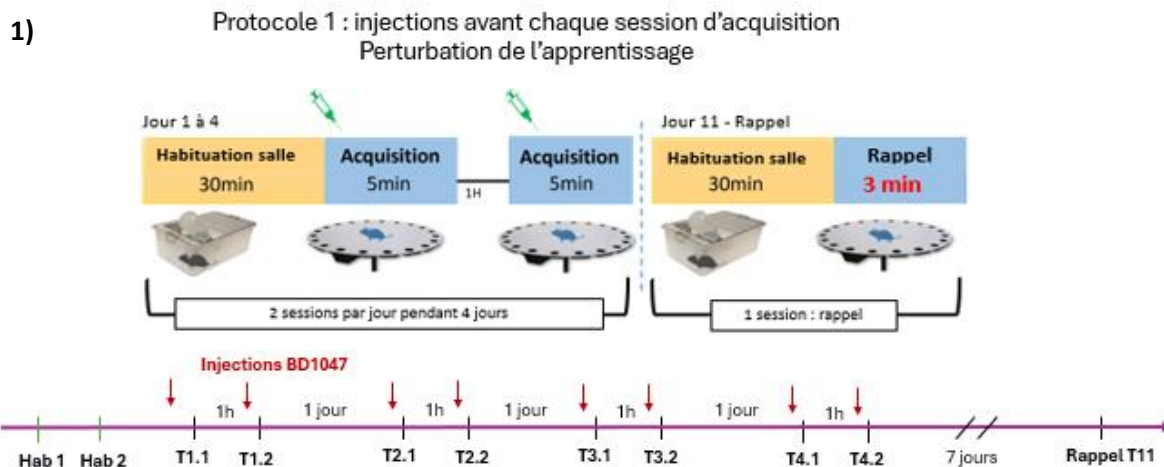 1)
Protocole 1 : injections avant chaque session d'acquisition
Perturbation de l'apprentissage
Jour 1 à 4
Habituation salle
30min
Acquisition
5min
1H
Acquisition
5min
Jour 11 - Rappel
Habituation salle
30min
Rappel
3 min
2 sessions par jour pendant 4 jours
1 session : rappel
Injections BD1047
1h
1 jour
1h
1 jour
1h
1 jour
1h
Hab 1
Hab 2
T1.1
T1.2
T2.1
T2.2
T3.1
T3.2
T4.1
T4.2
7 jours
Rappel T11